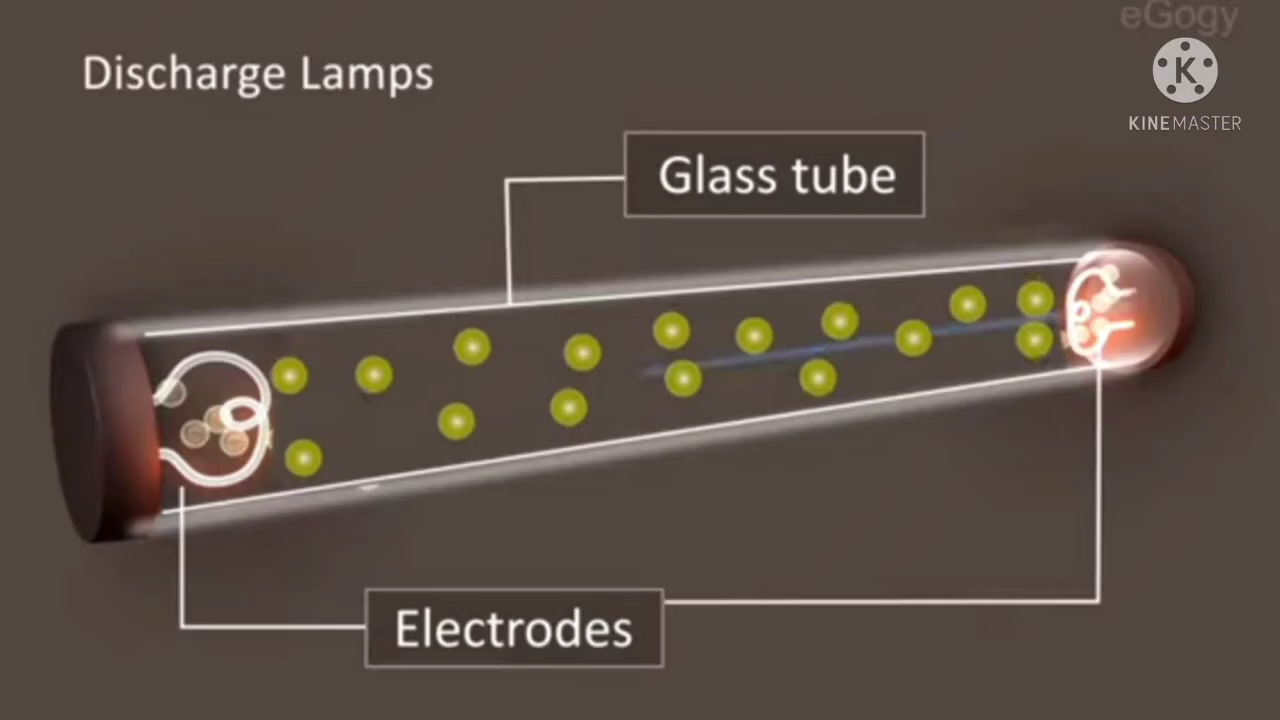 eGogy
Discharge Lamps
K
KINEMASTER
Glass tube
Electrodes